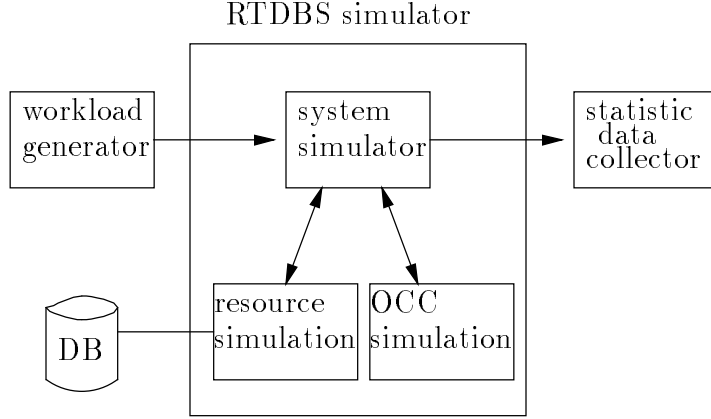 RTDBS simulator
workload
generator
system
simulator
statistic
data
collector
resource
simulation
OCC
simulation
DB